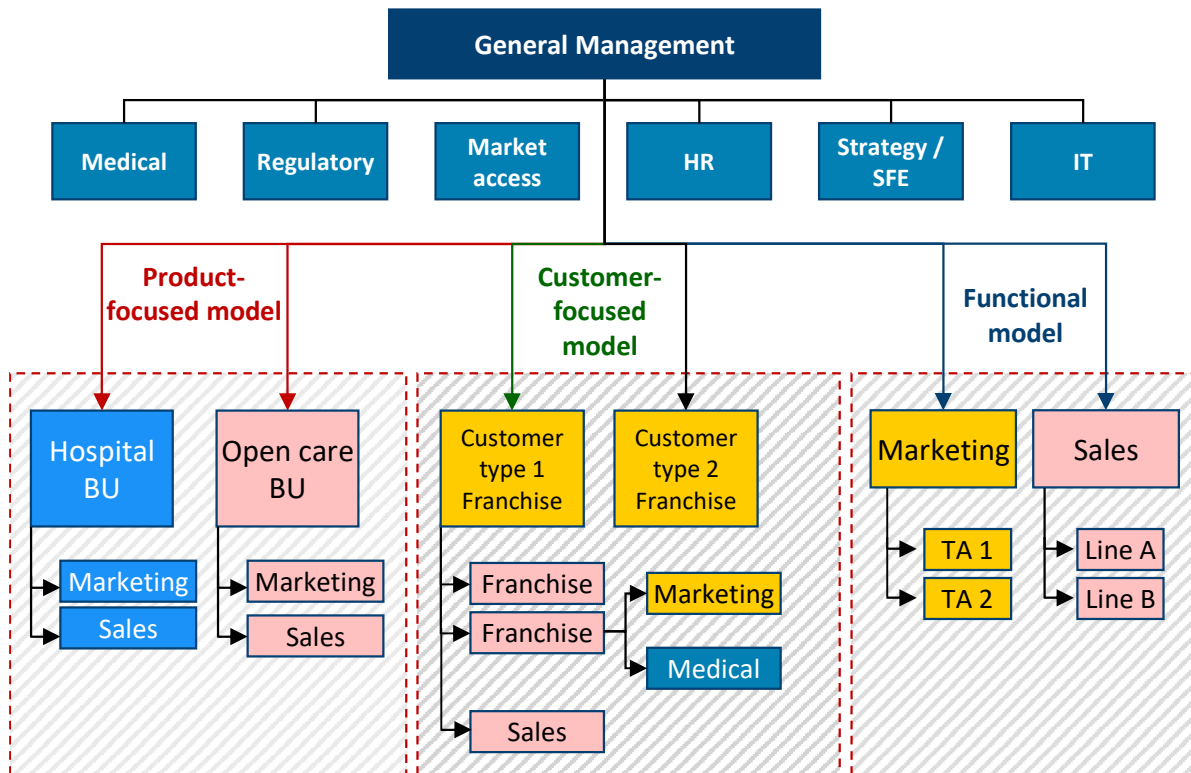 General Management
Medical
Regulatory
Market
access
HR
Strategy /
SFE
IT
Product-
focused model
Customer-
focused
model
Functional
model
Hospital
BU
Open care
BU
Customer
type 1
Franchise
Customer
type 2
Franchise
Marketing
Sales
Marketing
Sales
Marketing
Sales
Franchise
Franchise
Sales
Marketing
Medical
TA 1
TA 2
Line A
Line B